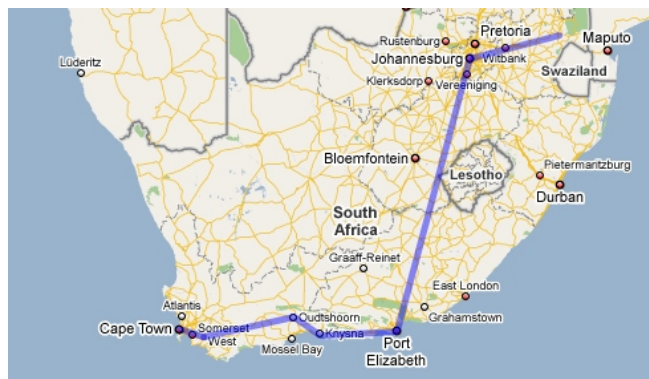 Pretoria
Rustenburg
Maputo
Johannesburg
Witbank
Lüderitz
Swaziland
Klerksdorp
Vereeniging
Bloemfontein
Pietermaritzburg
Lesotho
Durban
South
Africa
Graaff-Reinet
East London
Atlantis
Oudtshoorn
Grahamstown
Cape Town
Somerset
West
Knysna
Mossel Bay
Port
Elizabeth